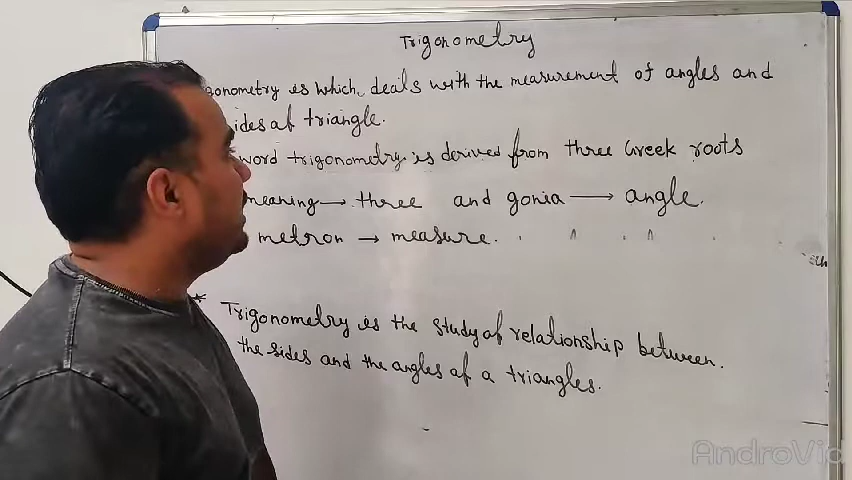 Trigonometry
gonometry is which, deals with the measurement of angles and
ides of triangle.
word trigonometry is derived from three Greek roots
meaning → three and gonia → angle.
metron → measure.
* Trigonometry is the study of relationship between.
the sides and the angles of a triangles.
AndroVid